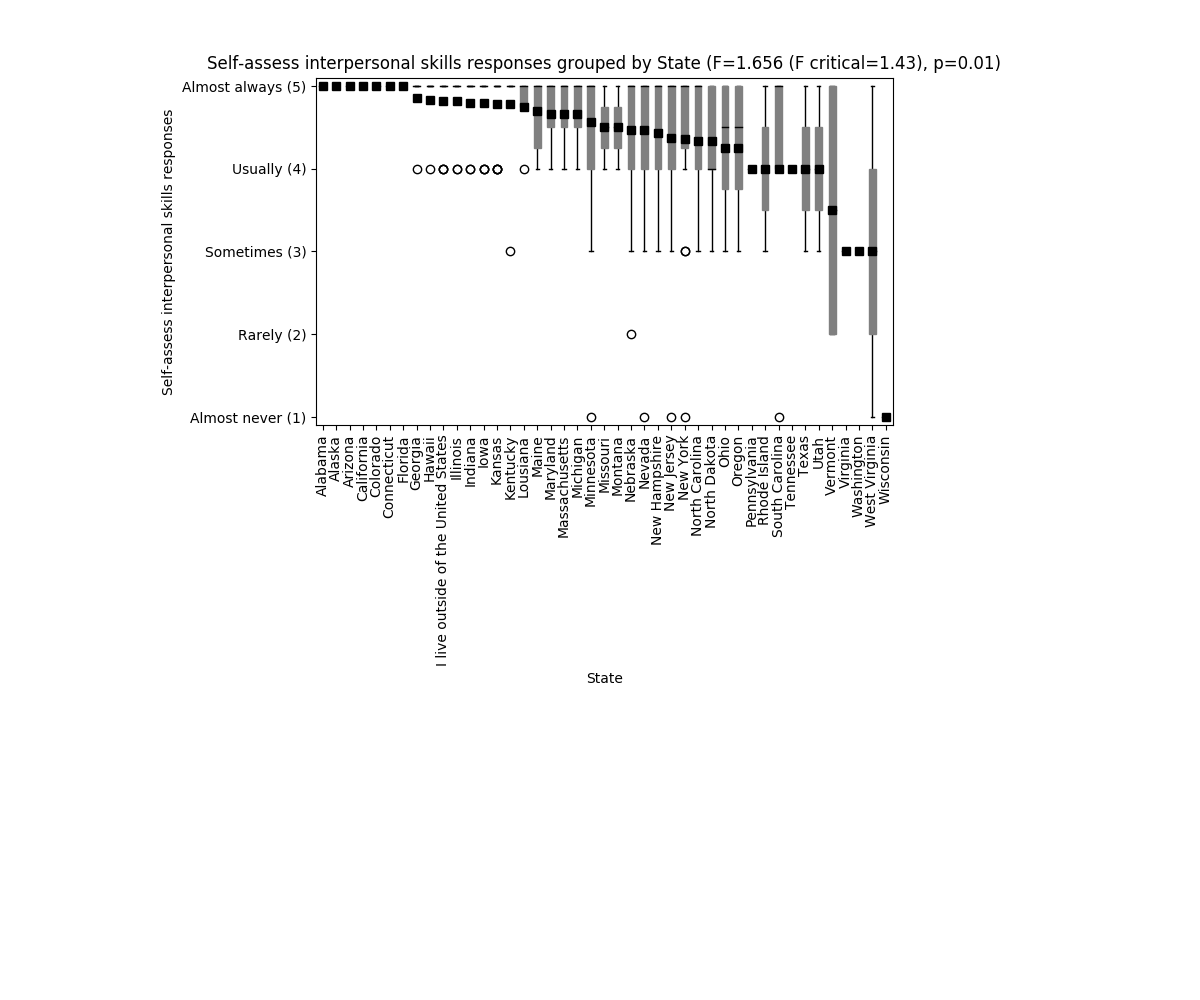 Self-assess interpersonal skills responses grouped by State (F=1.656 (F critical=1.43), p=0.01)
Self-assess interpersonal skills responses
Almost always (5)
Usually (4)
Sometimes (3)
Rarely (2)
Almost never (1)
Alabama
Alaska
Arizona
California
Colorado
Connecticut
Florida
Georgia
Hawaii
I live outside of the United States
Illinois
Indiana
Iowa
Kansas
Kentucky
Lousiana
Maine
Maryland
Massachusetts
Michigan
Minnesota
Missouri
Montana
Nebraska
Nevada
New Hampshire
New Jersey
New York
North Carolina
North Dakota
Ohio
Oregon
Pennsylvania
Rhode Island
South Carolina
Tennessee
Texas
Utah
Vermont
Virginia
Washington
West Virginia
Wisconsin
State